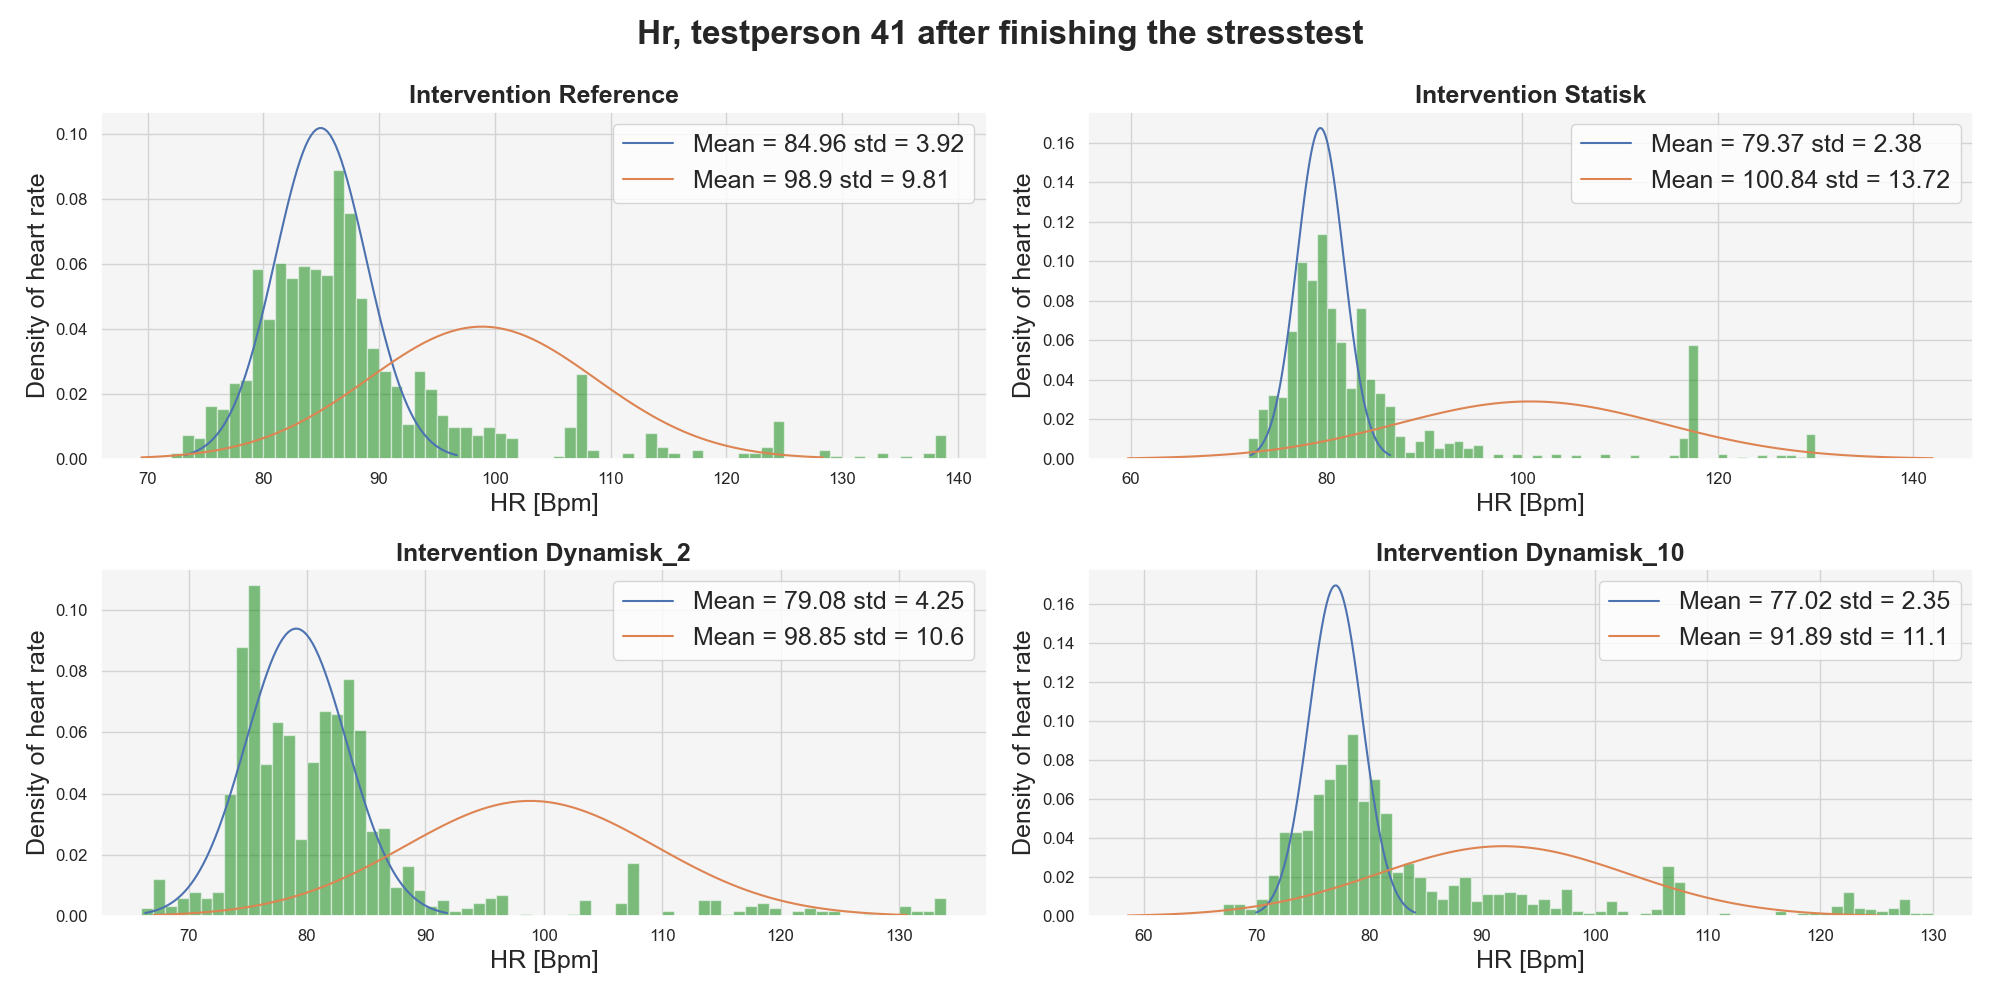 Hr, testperson 41 after finishing the stresstest
Intervention Reference
Density of heart rate
0.10
0.08
0.06
0.04
0.02
0.00
Mean = 84.96 std = 3.92
Mean = 98.9 std = 9.81
70 80 90 100 110 120 130 140
HR [Bpm]
Intervention Statisk
Density of heart rate
0.16
0.14
0.12
0.10
0.08
0.06
0.04
0.02
0.00
Mean = 79.37 std = 2.38
Mean = 100.84 std = 13.72
60 80 100 120 140
HR [Bpm]
Intervention Dynamisk_2
Density of heart rate
0.10
0.08
0.06
0.04
0.02
0.00
Mean = 79.08 std = 4.25
Mean = 98.85 std = 10.6
70 80 90 100 110 120 130
HR [Bpm]
Intervention Dynamisk_10
Density of heart rate
0.16
0.14
0.12
0.10
0.08
0.06
0.04
0.02
0.00
Mean = 77.02 std = 2.35
Mean = 91.89 std = 11.1
60 70 80 90 100 110 120 130
HR [Bpm]